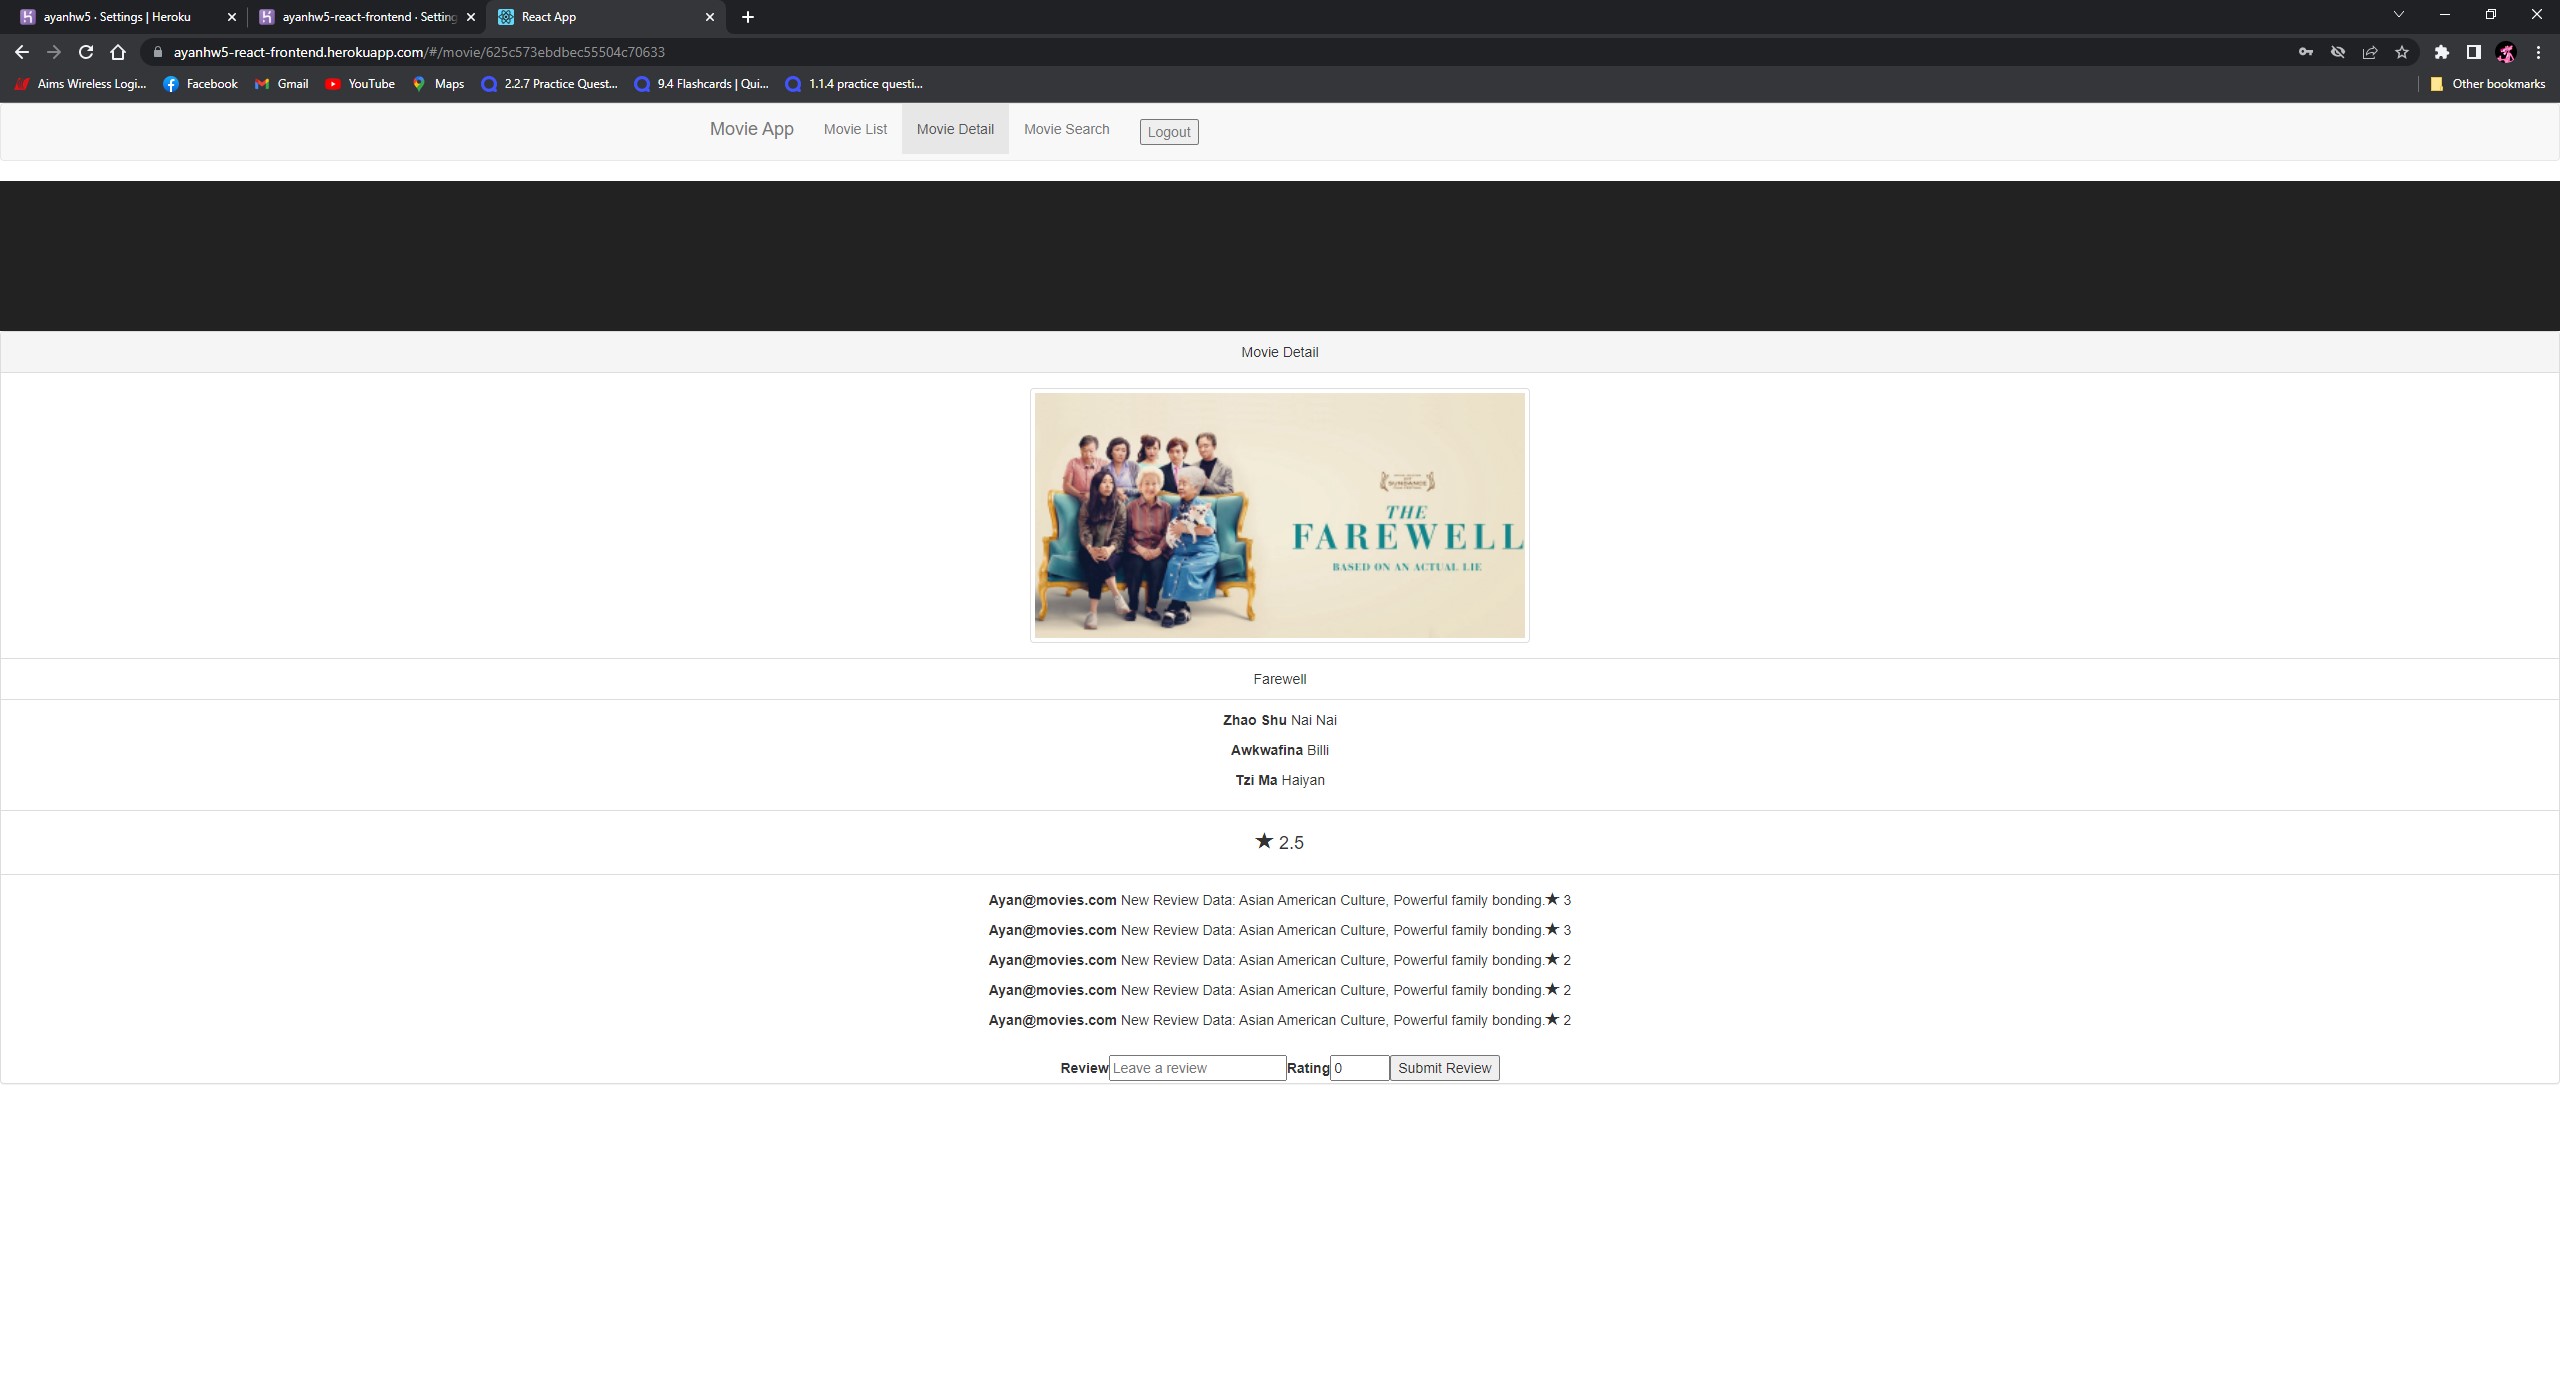 ayanhw5 · Settings | Heroku
ayanhw5-react-frontend · Setting
React App
ayanhw5-react-frontend.herokuapp.com/#/movie/625c573ebdbec55504c70633
Aims Wireless Logi...
Facebook
Gmail
YouTube
Maps
2.2.7 Practice Quest...
9.4 Flashcards | Qui...
1.1.4 practice questi...
Other bookmarks
Movie App
Movie List
Movie Detail
Movie Search
Logout
Movie Detail
SUNDANCE
THE
FAREWELL
BASED ON AN ACTUAL LIE
Farewell
Zhao Shu Nai Nai
Awkwafina Billi
Tzi Ma Haiyan
★ 2.5
Ayan@movies.com New Review Data: Asian American Culture, Powerful family bonding.★ 3
Ayan@movies.com New Review Data: Asian American Culture, Powerful family bonding.★ 3
Ayan@movies.com New Review Data: Asian American Culture, Powerful family bonding.★ 2
Ayan@movies.com New Review Data: Asian American Culture, Powerful family bonding.★ 2
Ayan@movies.com New Review Data: Asian American Culture, Powerful family bonding.★ 2
Review Leave a review Rating 0 Submit Review